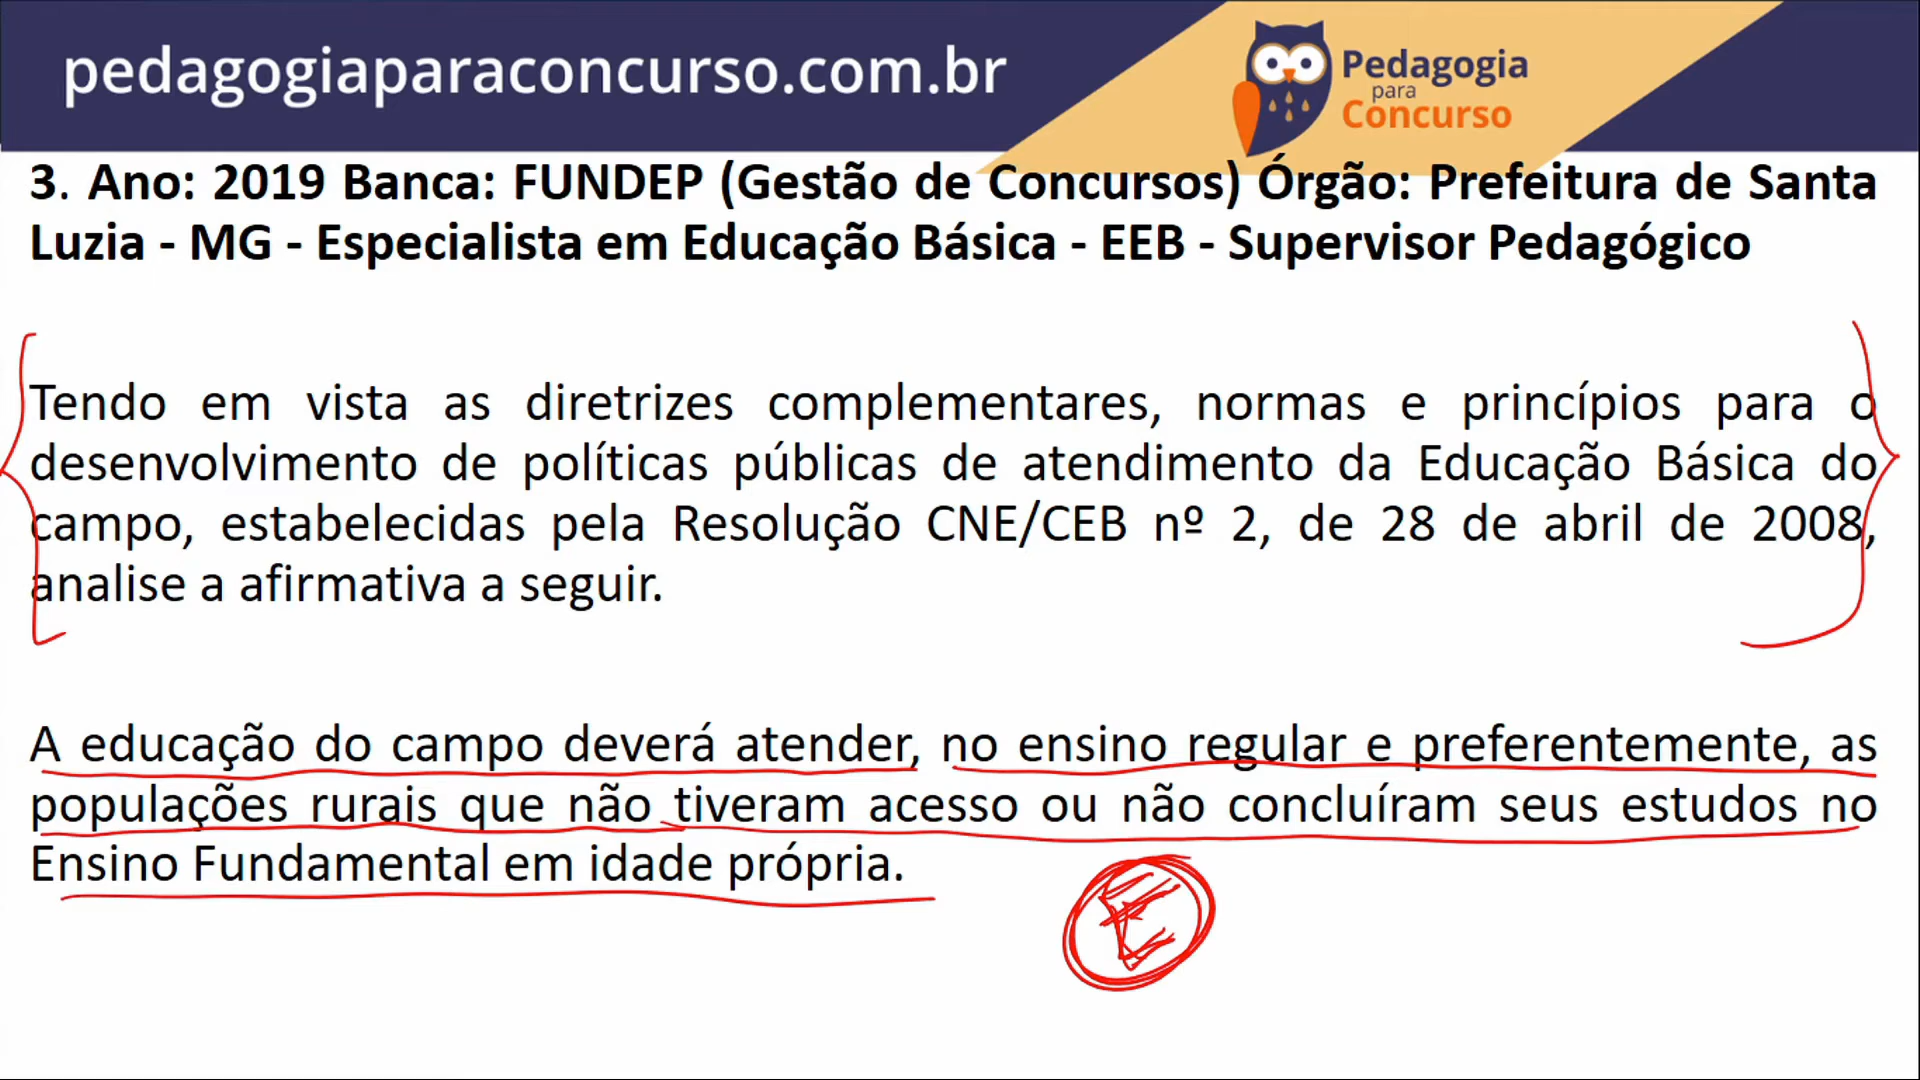 pedagogiaparaconcurso.com.br
Pedagogia
para
Concurso
3. Ano: 2019 Banca: FUNDEP (Gestão de Concursos) Órgão: Prefeitura de Santa
Luzia - MG - Especialista em Educação Básica - EEB - Supervisor Pedagógico
Tendo em vista as diretrizes complementares, normas e princípios para o
desenvolvimento de políticas públicas de atendimento da Educação Básica do
campo, estabelecidas pela Resolução CNE/CEB nº 2, de 28 de abril de 2008,
analise a afirmativa a seguir.
A educação do campo deverá atender, no ensino regular e preferentemente, as
populações rurais que não tiveram acesso ou não concluíram seus estudos no
Ensino Fundamental em idade própria.
E